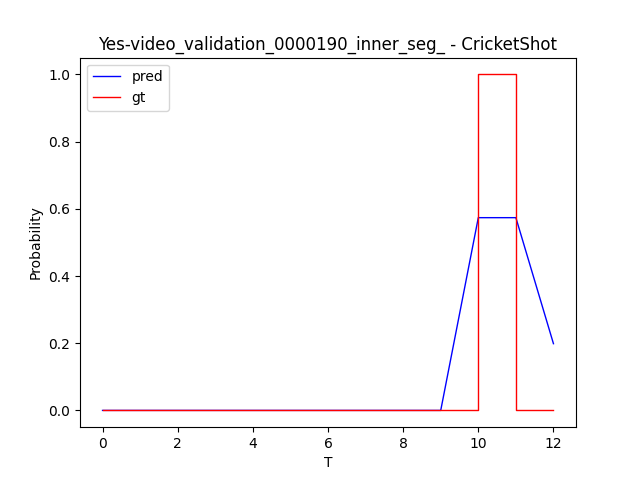 Yes-video_validation_0000190_inner_seg_ - CricketShot
pred
gt
1.0
0.8
0.6
0.4
0.2
0.0
Probability
0 2 4 6 8 10 12
T